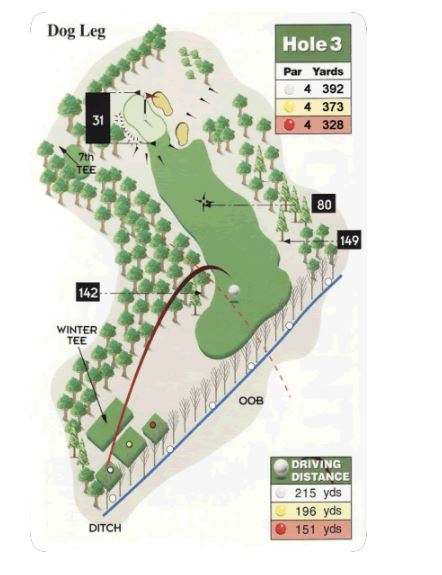 Dog Leg
Hole 3
Par Yards
4 392
4 373
4 328
31
7th
TEE
80
149
142
WINTER
TEE
OOB
DITCH
DRIVING
DISTANCE
215 yds
196 yds
151 yds